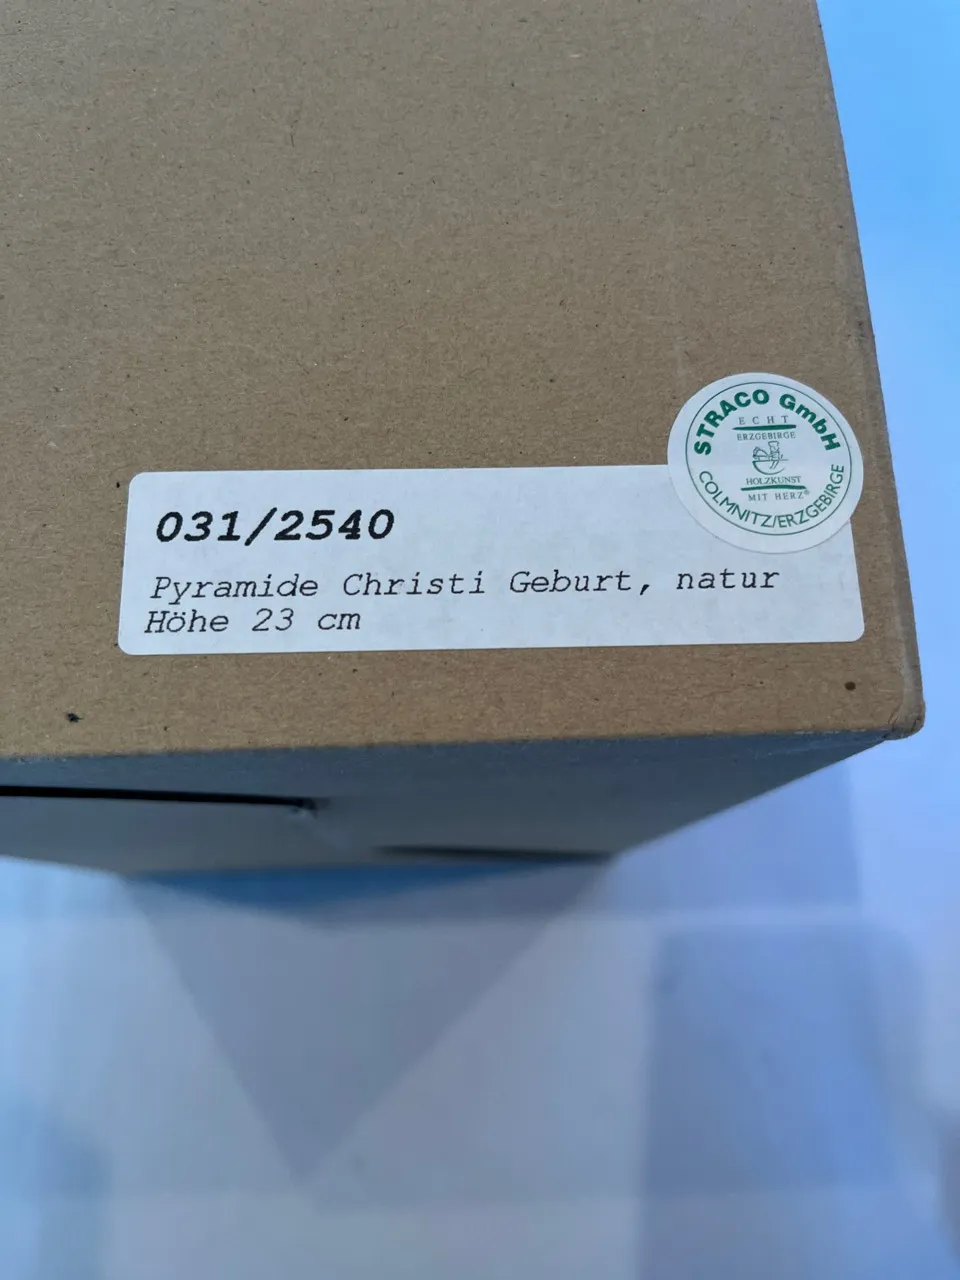 STRACO GmbH
ECHT
ERZGEBIRGE
HOLZKUNST
MIT HERZ®
COLMNITZ/ERZGEBIRGE
031/2540
Pyramide Christi Geburt, natur
Höhe 23 cm